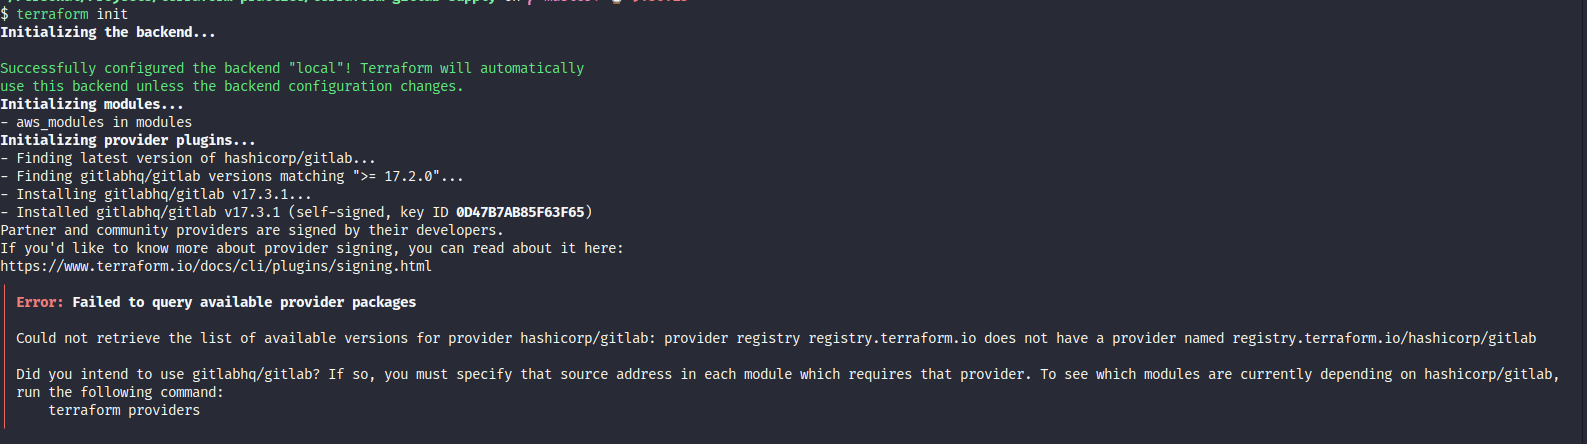 $ terraform init
Initializing the backend...
Successfully configured the backend "local"! Terraform will automatically
use this backend unless the backend configuration changes.
Initializing modules...
- aws_modules in modules
Initializing provider plugins...
- Finding latest version of hashicorp/gitlab...
- Finding gitlabhq/gitlab versions matching ">= 17.2.0"...
- Installing gitlabhq/gitlab v17.3.1...
- Installed gitlabhq/gitlab v17.3.1 (self-signed, key ID 0D47B7AB85F63F65)
Partner and community providers are signed by their developers.
If you'd like to know more about provider signing, you can read about it here:
https://www.terraform.io/docs/cli/plugins/signing.html
Error: Failed to query available provider packages
Could not retrieve the list of available versions for provider hashicorp/gitlab: provider registry registry.terraform.io does not have a provider named registry.terraform.io/hashicorp/gitlab
Did you intend to use gitlabhq/gitlab? If so, you must specify that source address in each module which requires that provider. To see which modules are currently depending on hashicorp/gitlab,
run the following command:
terraform providers